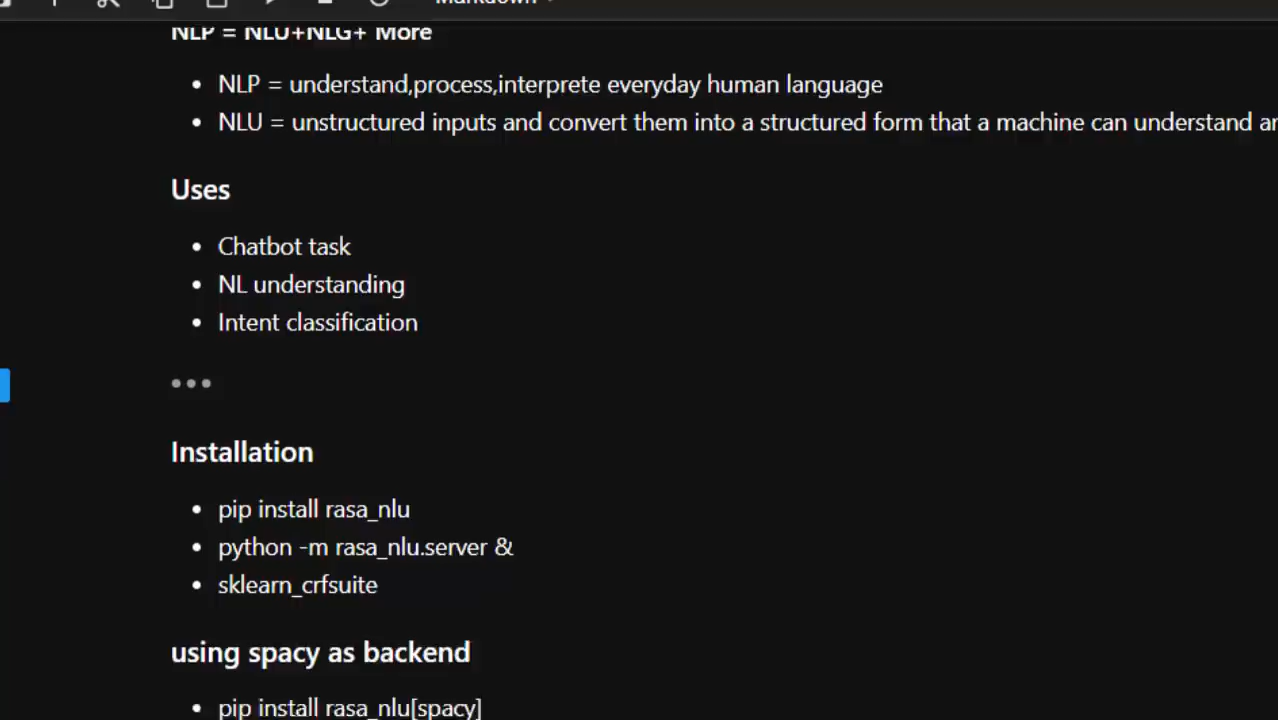 Markdown
NLP = NLU+NLG+ More
NLP = understand,process,interprete everyday human language
NLU = unstructured inputs and convert them into a structured form that a machine can understand
Uses
Chatbot task
NL understanding
Intent classification
Installation
pip install rasa_nlu
python -m rasa_nlu.server &
sklearn_crfsuite
using spacy as backend
pip install rasa_nlu[spacy]